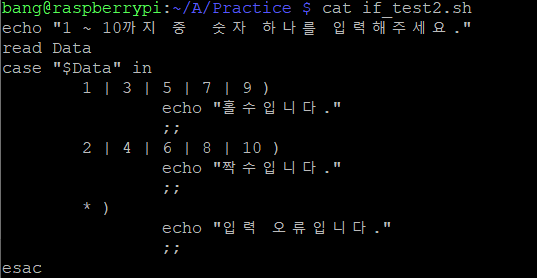 bang@raspberrypi:~/A/Practice $ cat if_test2.sh
echo "1 ~ 10까지 중 숫자 하나를 입력해주세요."
read Data
case "$Data" in
1 | 3 | 5 | 7 | 9 )
echo "홀수입니다."
;;
2 | 4 | 6 | 8 | 10 )
echo "짝수입니다."
;;
* )
echo "입력 오류입니다."
;;
esac